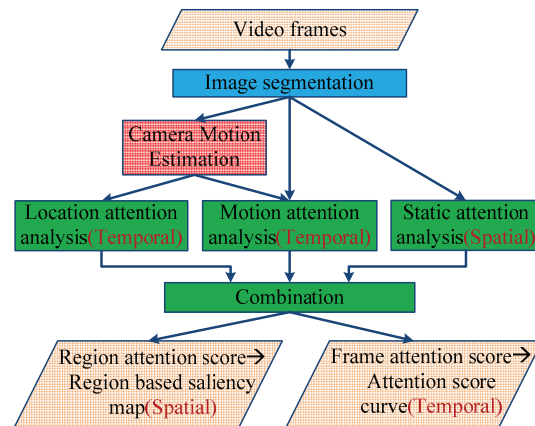 Video frames
Image segmentation
Camera Motion
Estimation
Location attention
analysis(Temporal)
Motion attention
analysis(Temporal)
Static attention
analysis(Spatial)
Combination
Region attention score→
Region based saliency
map(Spatial)
Frame attention score→
Attention score
curve(Temporal)